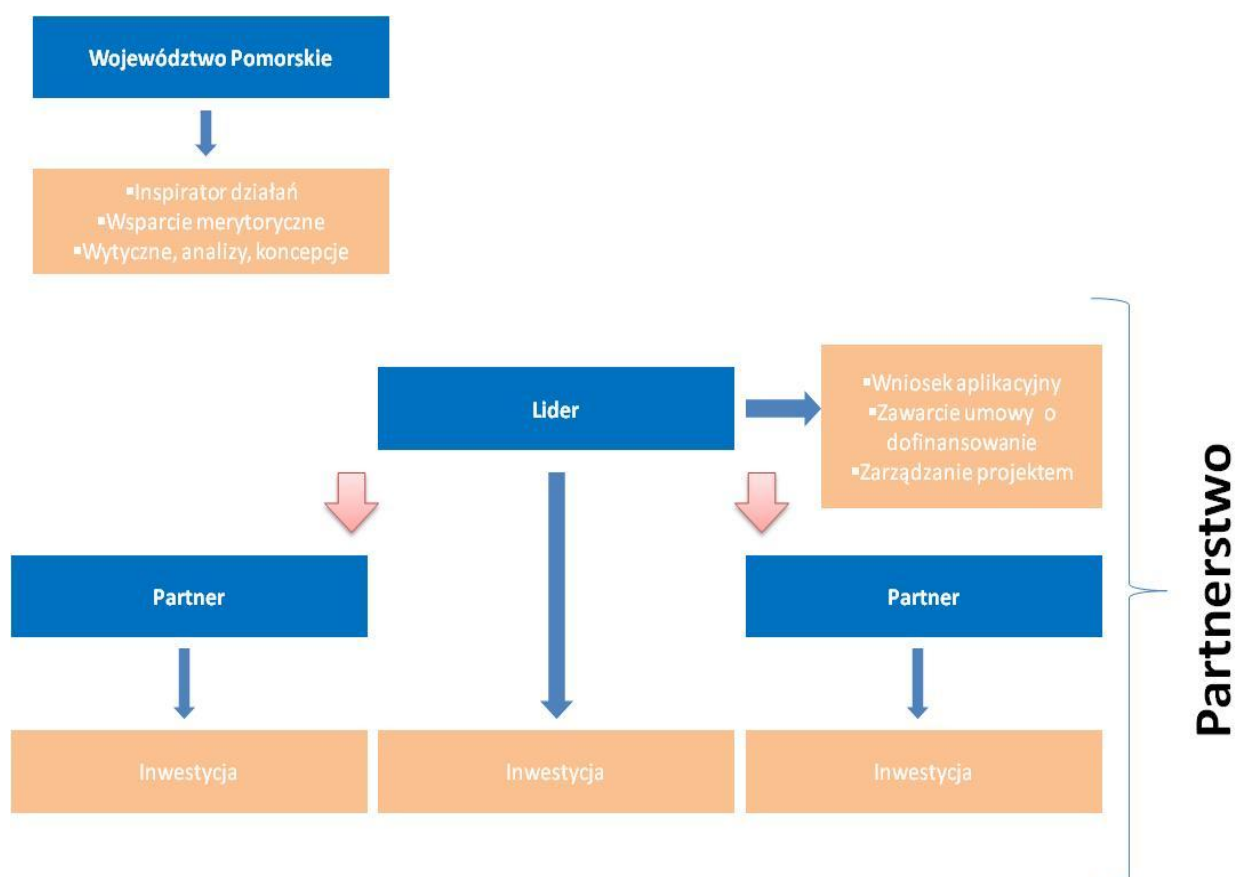 Województwo Pomorskie
▪Inspirator działań
▪Wsparcie merytoryczne
▪Wytyczne, analizy, koncepcje
Lider
▪Wniosek aplikacyjny
▪Zawarcie umowy o
dofinansowanie
▪Zarządzanie projektem
Partner
Partner
Inwestycja
Inwestycja
Inwestycja
Partnerstwo